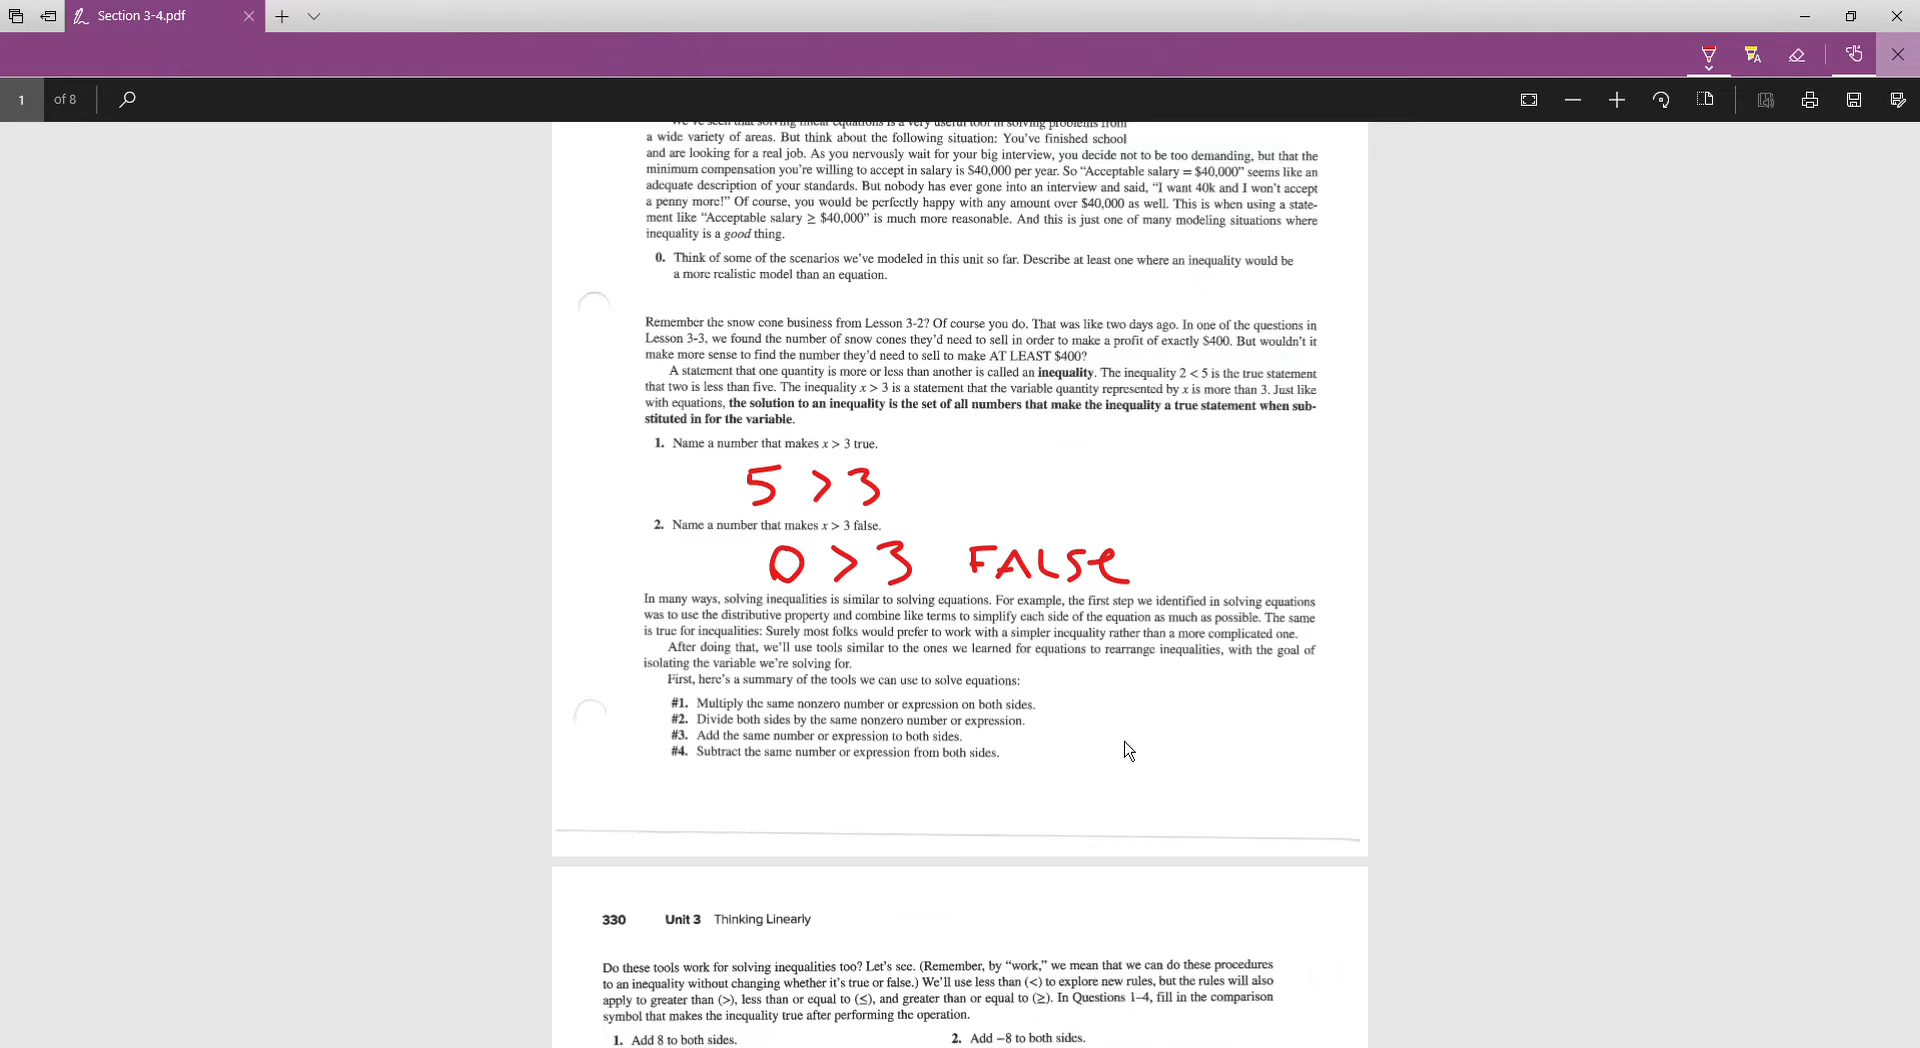 Section 3-4.pdf
1 of 8
We've seen that solving linear equations is a very useful tool in solving problems from
a wide variety of areas. But think about the following situation: You've finished school
and are looking for a real job. As you nervously wait for your big interview, you decide not to be too demanding, but that the
minimum compensation you're willing to accept in salary is $40,000 per year. So “Acceptable salary = $40,000” seems like an
adequate description of your standards. But nobody has ever gone into an interview and said, “I want 40k and I won't accept
a penny more!” Of course, you would be perfectly happy with any amount over $40,000 as well. This is when using a state-
ment like “Acceptable salary ≥ $40,000” is much more reasonable. And this is just one of many modeling situations where
inequality is a good thing.
0. Think of some of the scenarios we've modeled in this unit so far. Describe at least one where an inequality would be
a more realistic model than an equation.
Remember the snow cone business from Lesson 3-2? Of course you do. That was like two days ago. In one of the questions in
Lesson 3-3, we found the number of snow cones they'd need to sell in order to make a profit of exactly $400. But wouldn't it
make more sense to find the number they'd need to sell to make AT LEAST $400?
A statement that one quantity is more or less than another is called an inequality. The inequality 2 < 5 is the true statement
that two is less than five. The inequality x > 3 is a statement that the variable quantity represented by x is more than 3. Just like
with equations, the solution to an inequality is the set of all numbers that make the inequality a true statement when sub-
stituted in for the variable.
1. Name a number that makes x > 3 true.
5 > 3
2. Name a number that makes x > 3 false.
0 > 3 FALSE
In many ways, solving inequalities is similar to solving equations. For example, the first step we identified in solving equations
was to use the distributive property and combine like terms to simplify each side of the equation as much as possible. The same
is true for inequalities: Surely most folks would prefer to work with a simpler inequality rather than a more complicated one.
After doing that, we'll use tools similar to the ones we learned for equations to rearrange inequalities, with the goal of
isolating the variable we're solving for.
First, here's a summary of the tools we can use to solve equations:
#1. Multiply the same nonzero number or expression on both sides.
#2. Divide both sides by the same nonzero number or expression.
#3. Add the same number or expression to both sides.
#4. Subtract the same number or expression from both sides.
330 Unit 3 Thinking Linearly
Do these tools work for solving inequalities too? Let's see. (Remember, by “work,” we mean that we can do these procedures
to an inequality without changing whether it's true or false.) We'll use less than (<) to explore new rules, but the rules will also
apply to greater than (>), less than or equal to (≤), and greater than or equal to (≥). In Questions 1–4, fill in the comparison
symbol that makes the inequality true after performing the operation.
1. Add 8 to both sides. 2. Add −8 to both sides.